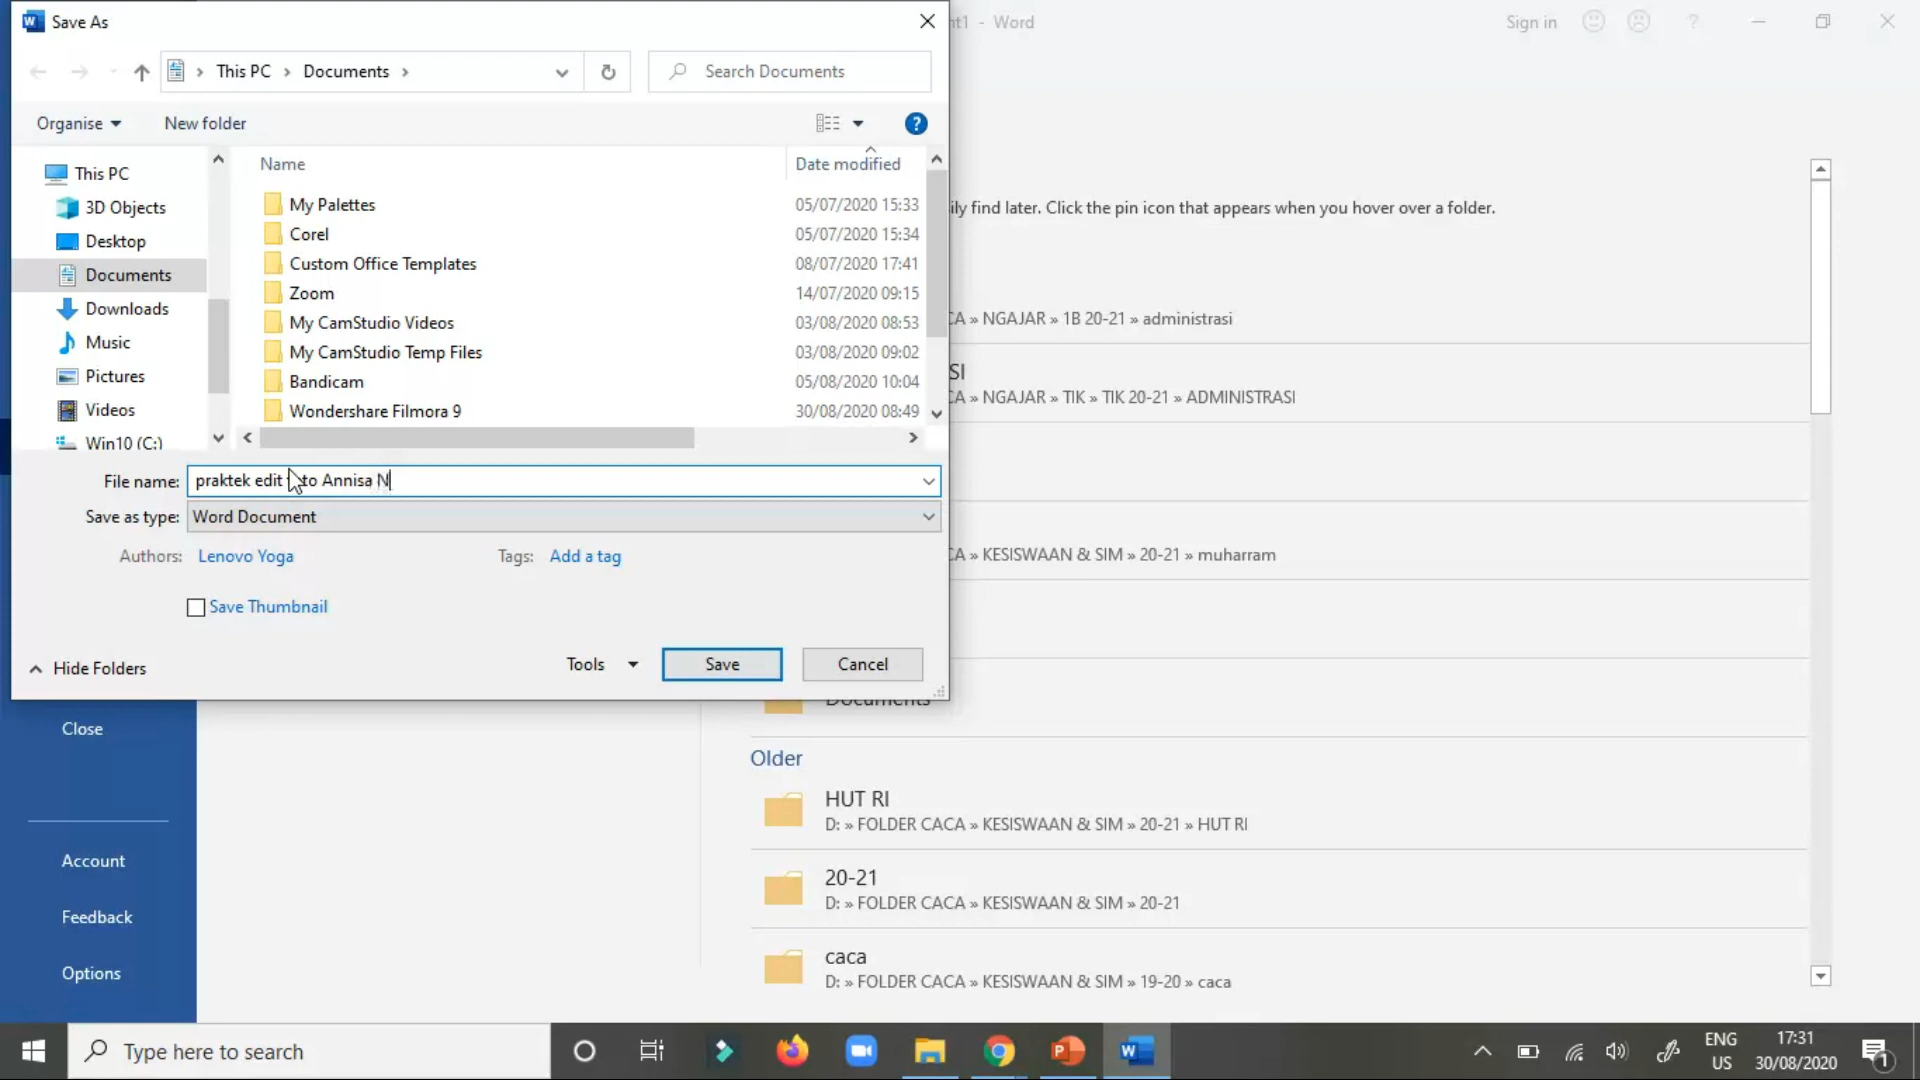 Save As
nt1 - Word
Sign in
?
This PC
Documents
Search Documents
Organise
New folder
?
This PC
3D Objects
Desktop
Documents
Downloads
Music
Pictures
Videos
Win10 (C:)
Name
Date modified
My Palettes
05/07/2020 15:33
Corel
05/07/2020 15:34
Custom Office Templates
08/07/2020 17:41
Zoom
14/07/2020 09:15
My CamStudio Videos
03/08/2020 08:53
My CamStudio Temp Files
03/08/2020 09:02
Bandicam
05/08/2020 10:04
Wondershare Filmora 9
30/08/2020 08:49
File name: praktek edit to Annisa N
Save as type: Word Document
Authors: Lenovo Yoga
Tags: Add a tag
Save Thumbnail
Hide Folders
Tools
Save
Cancel
ily find later. Click the pin icon that appears when you hover over a folder.
CA » NGAJAR » 1B 20-21 » administrasi
SI
CA » NGAJAR » TIK » TIK 20-21 » ADMINISTRASI
CA » KESISWAAN & SIM » 20-21 » muharram
Documents
Older
HUT RI
D: » FOLDER CACA » KESISWAAN & SIM » 20-21 » HUT RI
20-21
D: » FOLDER CACA » KESISWAAN & SIM » 20-21
caca
D: » FOLDER CACA » KESISWAAN & SIM » 19-20 » caca
Close
Account
Feedback
Options
Type here to search
ENG
US
17:31
30/08/2020
1